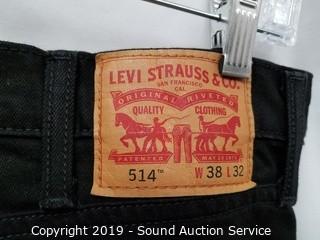 LEVI STRAUSS & CO.
SAN FRANCISCO
CAL.
ORIGINAL RIVETED
QUALITY CLOTHING
PATENTED MAY 20 1873
514™ W 38 L 32
Copyright 2019 - Sound Auction Service